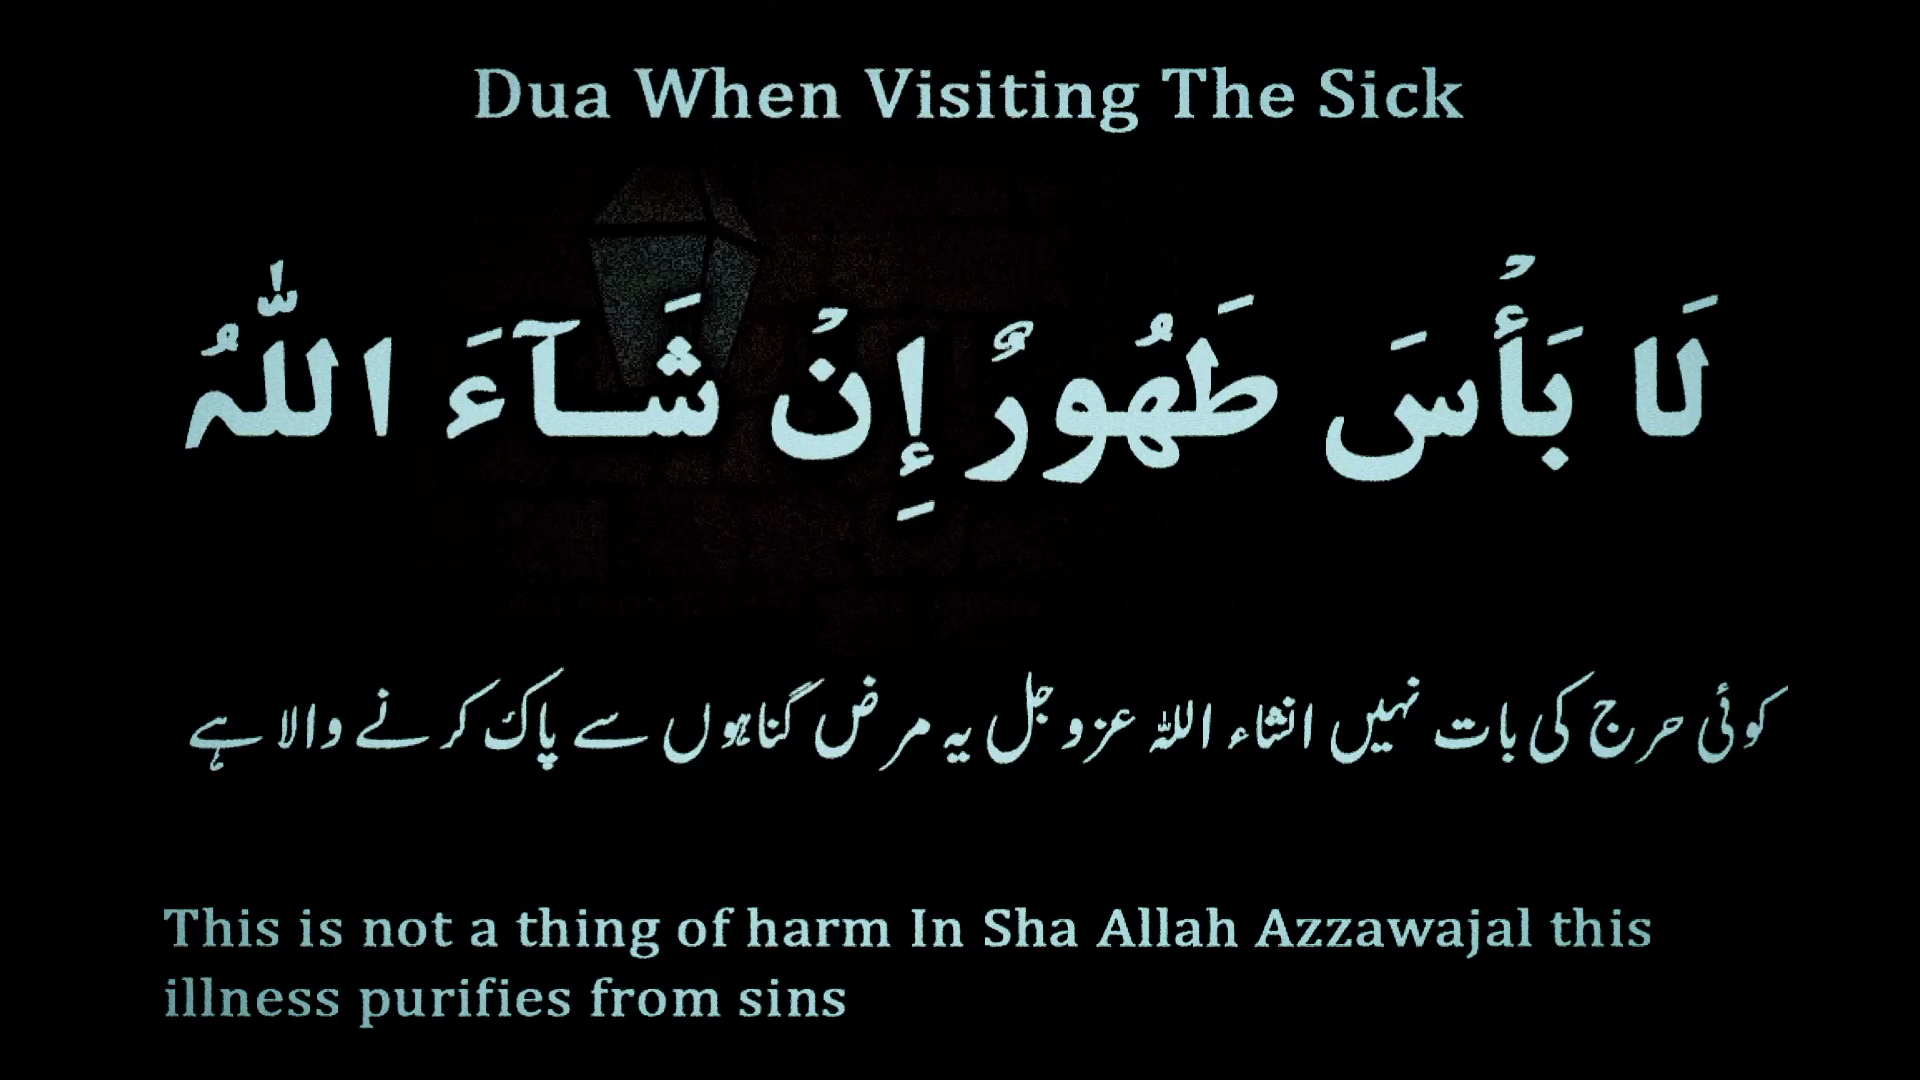 Dua When Visiting The Sick
لَا بَأْسَ طَهُورٌ إِنْ شَآءَ اللّٰہُ
کوئی حرج کی بات نہیں انشاء اللہ عزوجل یہ مرض گناہوں سے پاک کرنے والا ہے
This is not a thing of harm In Sha Allah Azzawajal this
illness purifies from sins